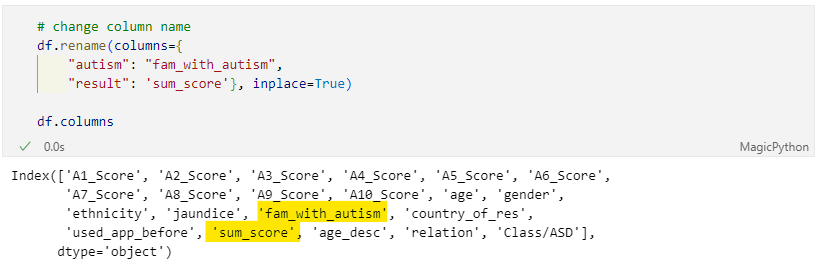 # change column name
df.rename(columns={
"autism": "fam_with_autism",
"result": 'sum_score'}, inplace=True)
df.columns
0.0s
MagicPython
Index(['A1_Score', 'A2_Score', 'A3_Score', 'A4_Score', 'A5_Score', 'A6_Score',
'A7_Score', 'A8_Score', 'A9_Score', 'A10_Score', 'age', 'gender',
'ethnicity', 'jaundice', 'fam_with_autism', 'country_of_res',
'used_app_before', 'sum_score', 'age_desc', 'relation', 'Class/ASD'],
dtype='object')